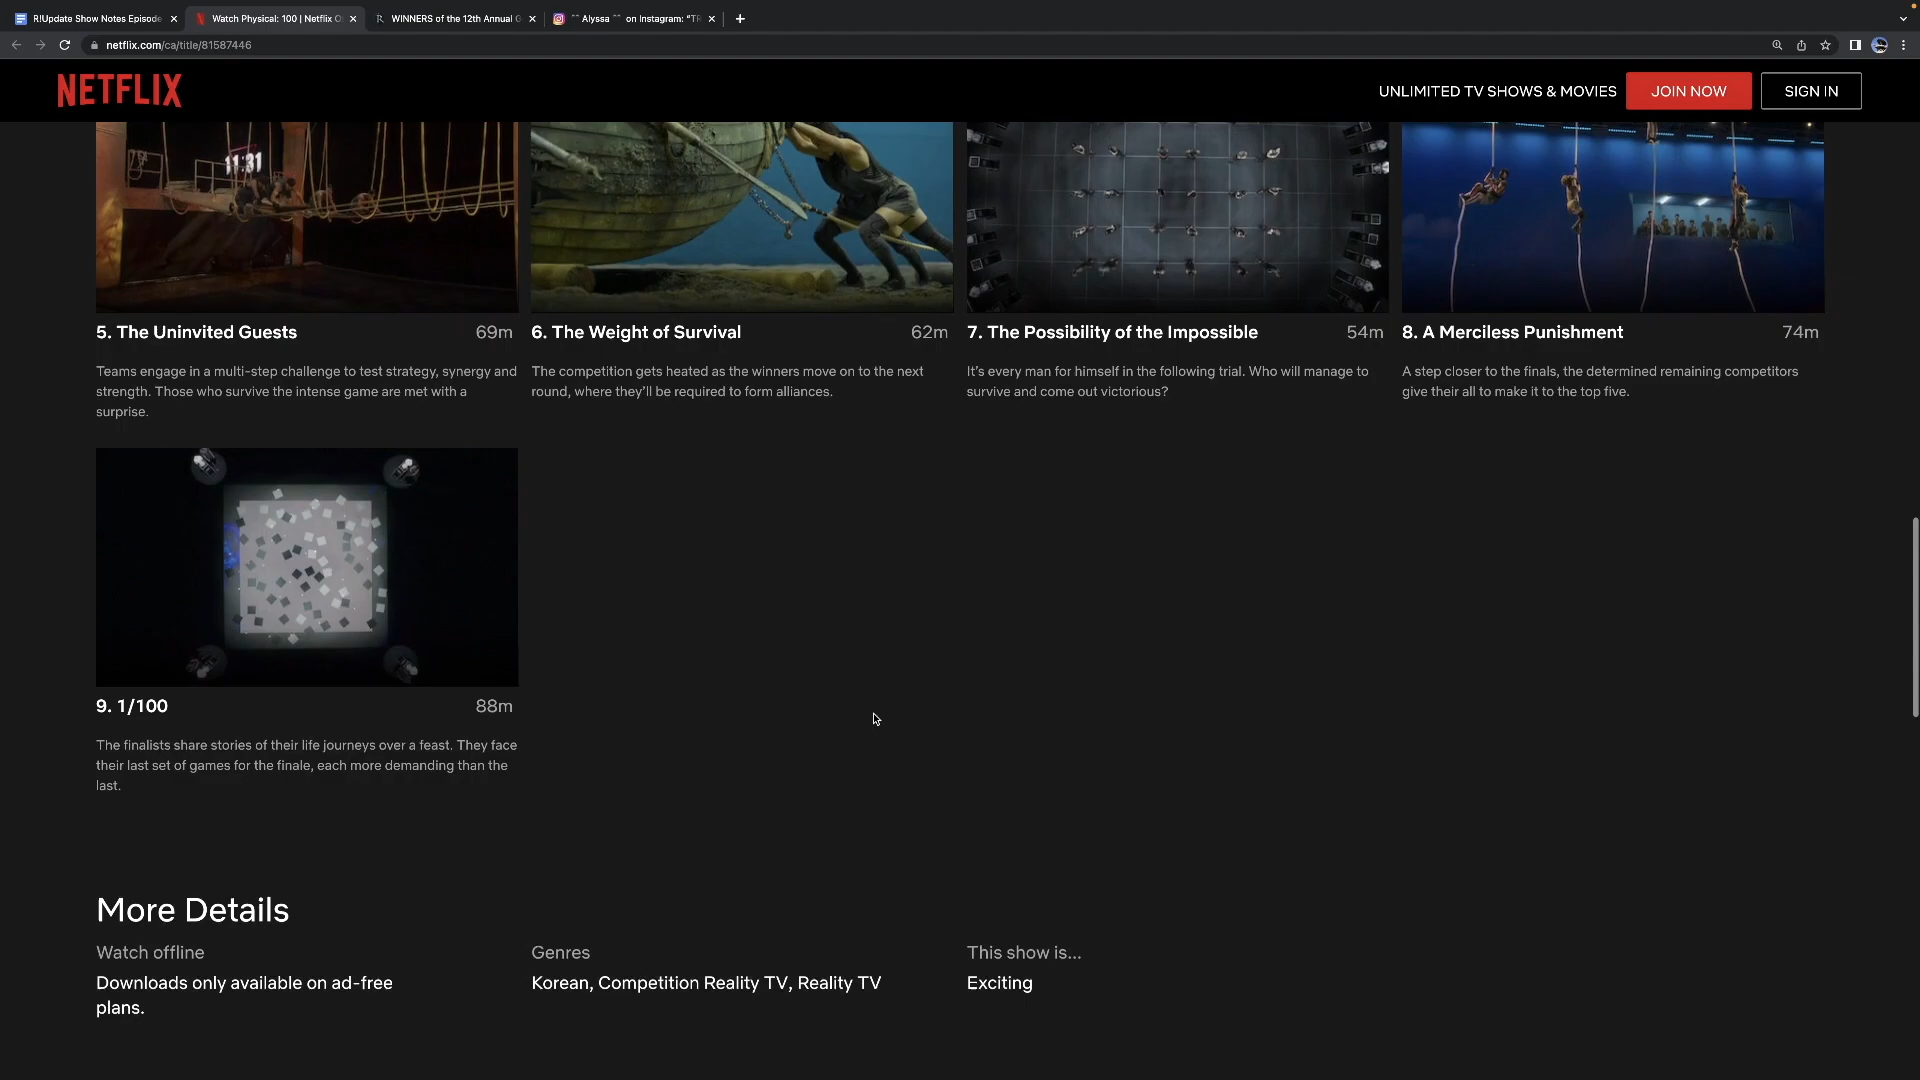 R!Update Show Notes Episode
Watch Physical: 100 | Netflix O
WINNERS of the 12th Annual G
Alyssa on Instagram: "TR
netflix.com/ca/title/81587446
NETFLIX
UNLIMITED TV SHOWS & MOVIES
JOIN NOW
SIGN IN
11:31
5. The Uninvited Guests 69m
Teams engage in a multi-step challenge to test strategy, synergy and
strength. Those who survive the intense game are met with a
surprise.
6. The Weight of Survival 62m
The competition gets heated as the winners move on to the next
round, where they'll be required to form alliances.
7. The Possibility of the Impossible 54m
It's every man for himself in the following trial. Who will manage to
survive and come out victorious?
8. A Merciless Punishment 74m
A step closer to the finals, the determined remaining competitors
give their all to make it to the top five.
9. 1/100 88m
The finalists share stories of their life journeys over a feast. They face
their last set of games for the finale, each more demanding than the
last.
More Details
Watch offline
Downloads only available on ad-free
plans.
Genres
Korean, Competition Reality TV, Reality TV
This show is...
Exciting